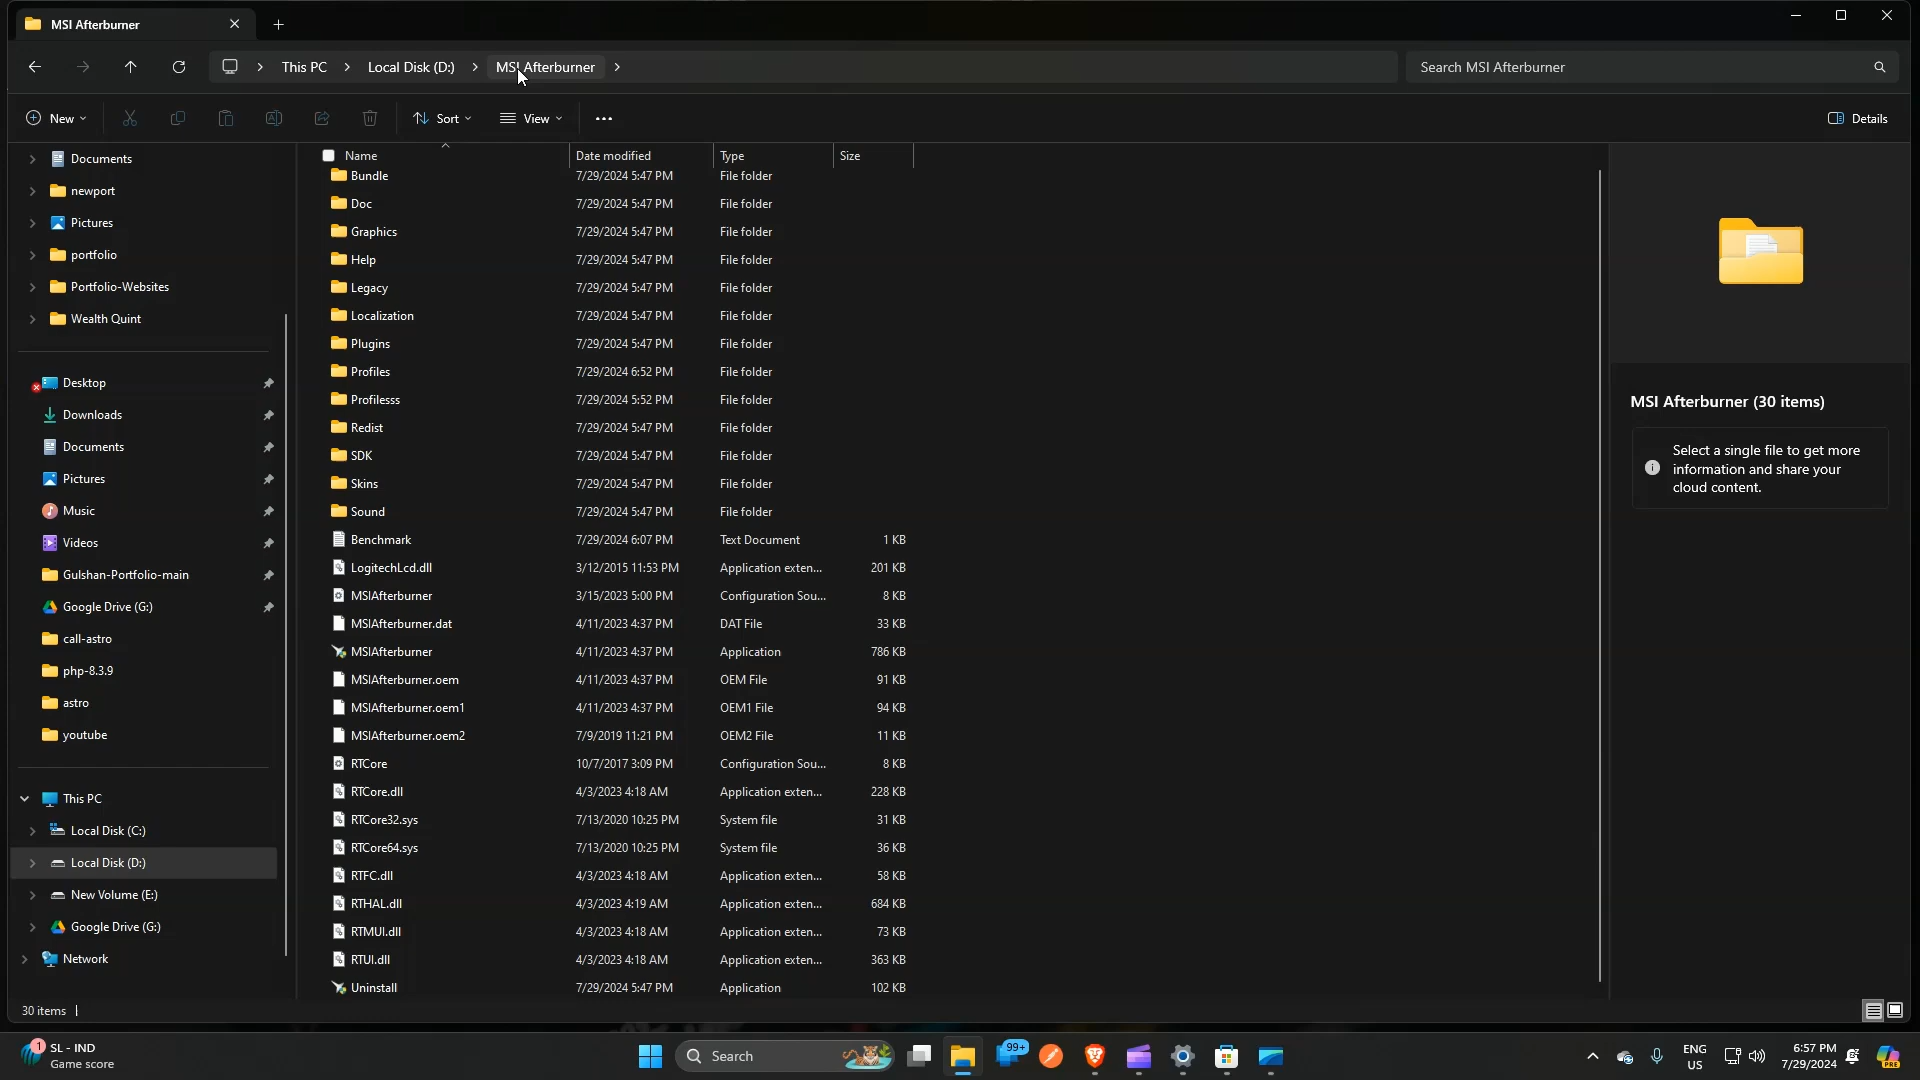 MSI Afterburner
This PC
Local Disk (D:)
MSI Afterburner
Search MSI Afterburner
New
Sort
View
Details
Documents
newport
Pictures
portfolio
Portfolio-Websites
Wealth Quint
Desktop
Downloads
Documents
Pictures
Music
Videos
Gulshan-Portfolio-main
Google Drive (G:)
call-astro
php-8.3.9
astro
youtube
This PC
Local Disk (C:)
Local Disk (D:)
New Volume (E:)
Google Drive (G:)
Network
Name Date modified Type Size
Bundle 7/29/2024 5:47 PM File folder
Doc 7/29/2024 5:47 PM File folder
Graphics 7/29/2024 5:47 PM File folder
Help 7/29/2024 5:47 PM File folder
Legacy 7/29/2024 5:47 PM File folder
Localization 7/29/2024 5:47 PM File folder
Plugins 7/29/2024 5:47 PM File folder
Profiles 7/29/2024 6:52 PM File folder
Profilesss 7/29/2024 5:52 PM File folder
Redist 7/29/2024 5:47 PM File folder
SDK 7/29/2024 5:47 PM File folder
Skins 7/29/2024 5:47 PM File folder
Sound 7/29/2024 5:47 PM File folder
Benchmark 7/29/2024 6:07 PM Text Document 1 KB
LogitechLcd.dll 3/12/2015 11:53 PM Application exten... 201 KB
MSIAfterburner 3/15/2023 5:00 PM Configuration Sou... 8 KB
MSIAfterburner.dat 4/11/2023 4:37 PM DAT File 33 KB
MSIAfterburner 4/11/2023 4:37 PM Application 786 KB
MSIAfterburner.oem 4/11/2023 4:37 PM OEM File 91 KB
MSIAfterburner.oem1 4/11/2023 4:37 PM OEM1 File 94 KB
MSIAfterburner.oem2 7/9/2019 11:21 PM OEM2 File 11 KB
RTCore 10/7/2017 3:09 PM Configuration Sou... 8 KB
RTCore.dll 4/3/2023 4:18 AM Application exten... 228 KB
RTCore32.sys 7/13/2020 10:25 PM System file 31 KB
RTCore64.sys 7/13/2020 10:25 PM System file 36 KB
RTFC.dll 4/3/2023 4:18 AM Application exten... 58 KB
RTHAL.dll 4/3/2023 4:19 AM Application exten... 684 KB
RTMUI.dll 4/3/2023 4:18 AM Application exten... 73 KB
RTUI.dll 4/3/2023 4:18 AM Application exten... 363 KB
Uninstall 7/29/2024 5:47 PM Application 102 KB
MSI Afterburner (30 items)
Select a single file to get more
information and share your
cloud content.
30 items
1
SL - IND
Game score
Search
99+
ENG
US
6:57 PM
7/29/2024
PRE